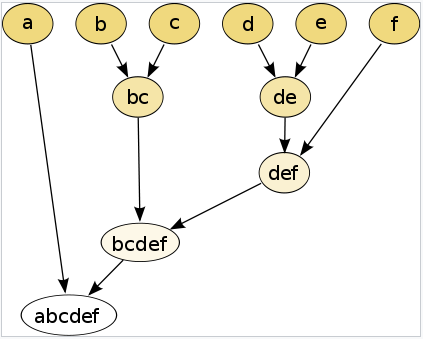 a b c d e f
bc de
def
bcdef
abcdef